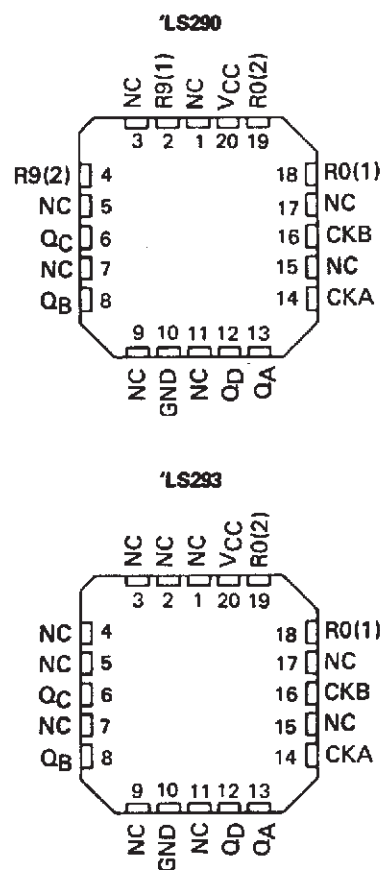 'LS290
NC R9(1) NC VCC R0(2)
3 2 1 20 19
R9(2) 4 18 R0(1)
NC 5 17 NC
QC 6 16 CKB
NC 7 15 NC
QB 8 14 CKA
9 10 11 12 13
NC GND NC QD QA
'LS293
NC NC NC VCC R0(2)
3 2 1 20 19
NC 4 18 R0(1)
NC 5 17 NC
QC 6 16 CKB
NC 7 15 NC
QB 8 14 CKA
9 10 11 12 13
NC GND NC QD QA